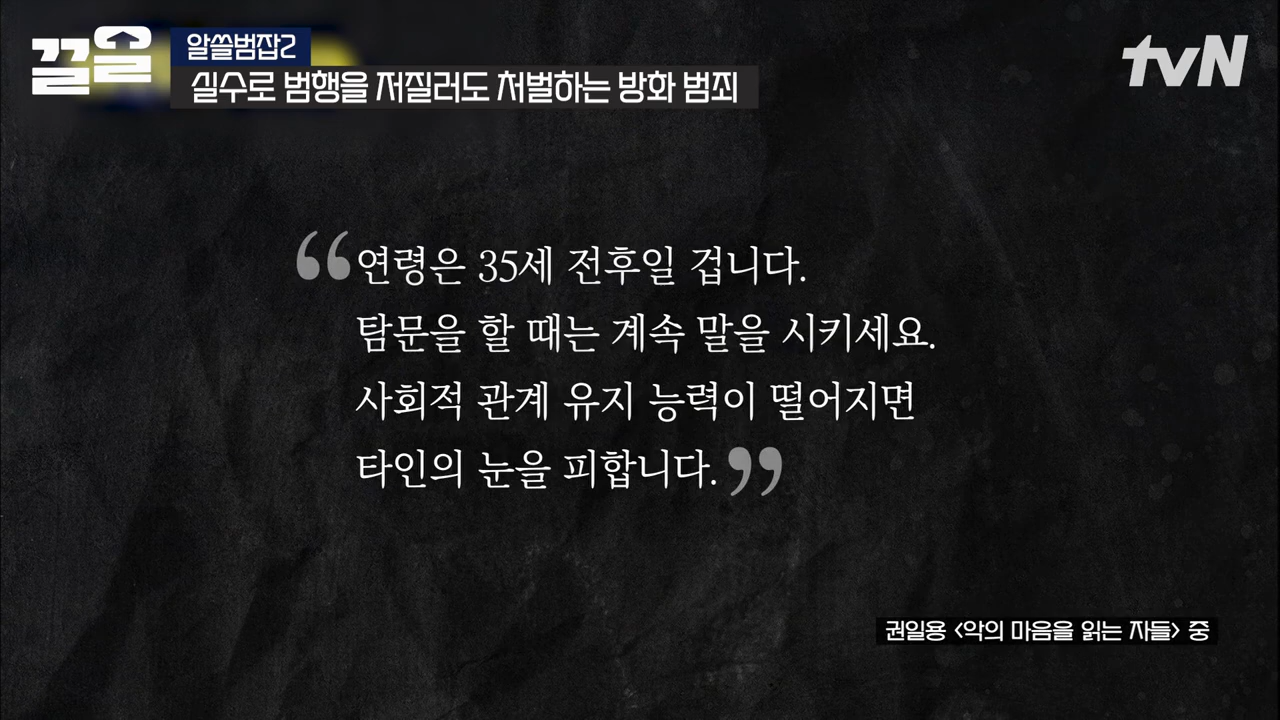 끌올
알쓸범잡2
tvN
실수로 범행을 저질러도 처벌하는 방화 범죄
“연령은 35세 전후일 겁니다.
탐문을 할 때는 계속 말을 시키세요.
사회적 관계 유지 능력이 떨어지면
타인의 눈을 피합니다.”
권일용 <악의 마음을 읽는 자들> 중